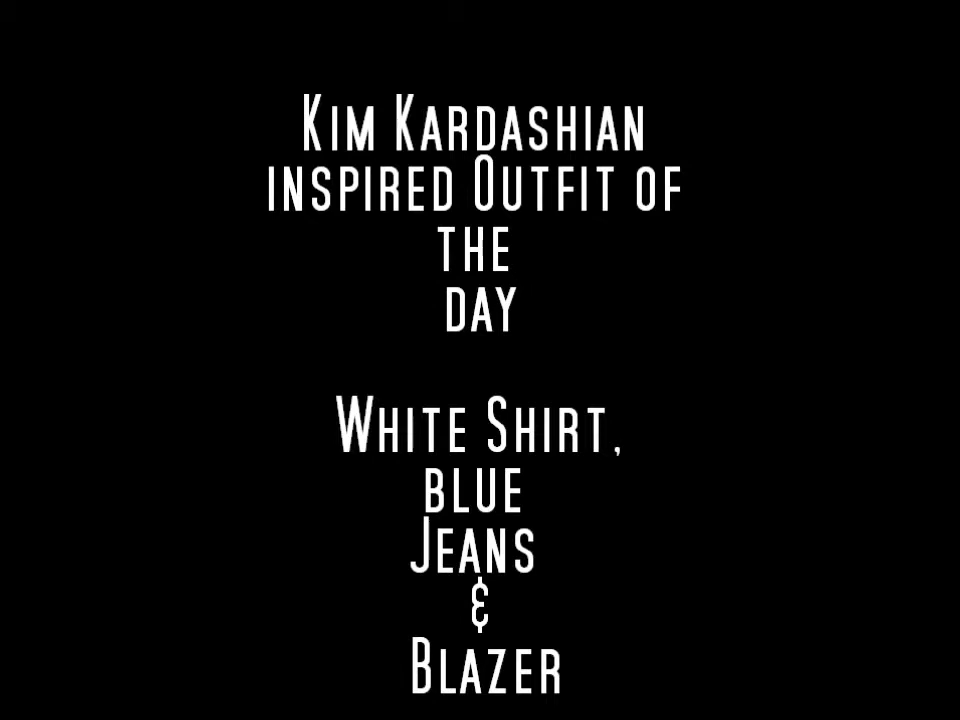 Kim Kardashian
inspired Outfit of
the
day
White Shirt,
blue
Jeans
&
Blazer